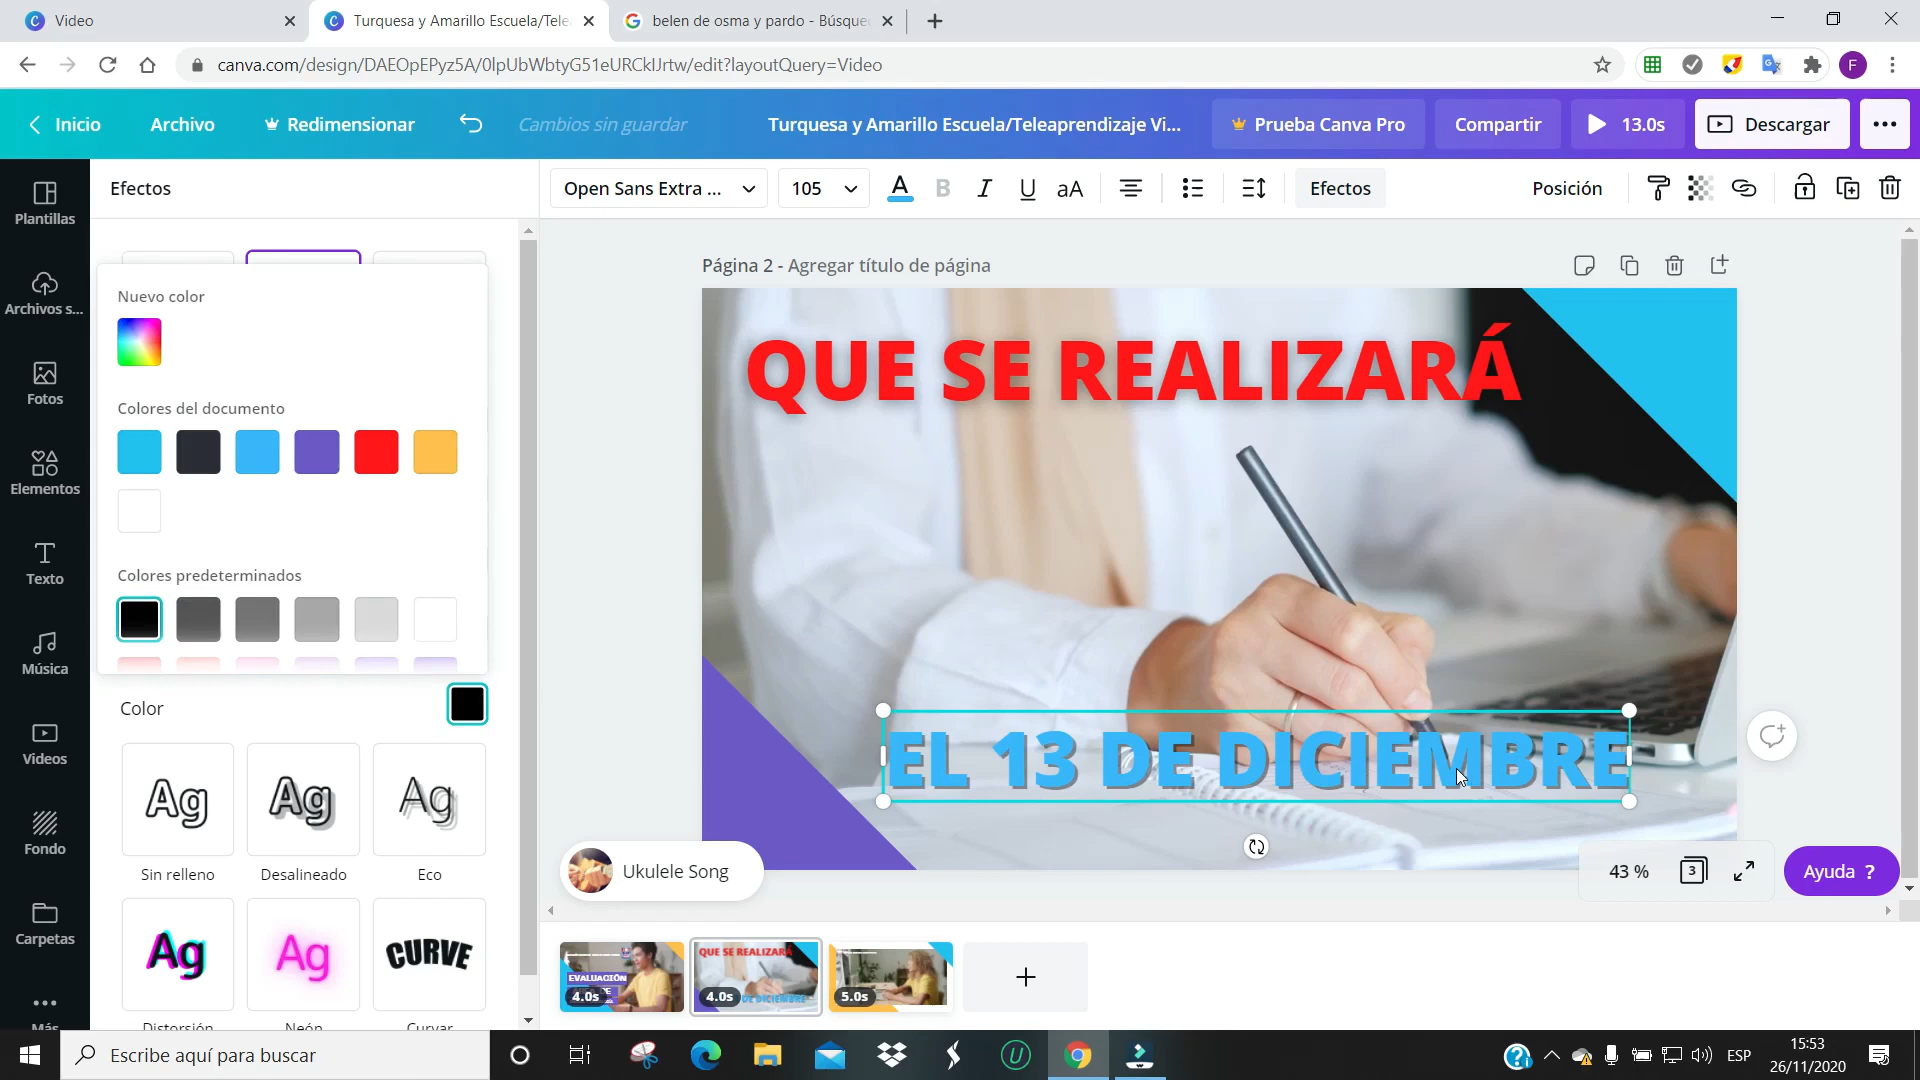 Video
Turquesa y Amarillo Escuela/Tele
belen de osma y pardo - Búsque
canva.com/design/DAEOpEPyz5A/0lpUbWbtyG51eURCklJrtw/edit?layoutQuery=Video
F
Inicio
Archivo
Redimensionar
Cambios sin guardar
Turquesa y Amarillo Escuela/Teleaprendizaje Vi...
Prueba Canva Pro
Compartir
13.0s
Descargar
Efectos
Open Sans Extra ...
105
A
B
I
U
aA
Efectos
Posición
Plantillas
Archivos s...
Fotos
Elementos
Texto
Música
Videos
Fondo
Carpetas
Más
Nuevo color
Colores del documento
Colores predeterminados
Color
Ag
Ag
Ag
Sin relleno
Desalineado
Eco
Ag
Ag
CURVE
Distorsión
Neón
Curvar
Página 2 - Agregar título de página
QUE SE REALIZARÁ
EL 13 DE DICIEMBRE
Ukulele Song
43 %
3
Ayuda ?
EVALUACIÓN
DE
4.0s
QUE SE REALIZARÁ
4.0s
DE DICIEMBRE
5.0s
Escribe aquí para buscar
ESP
15:53
26/11/2020